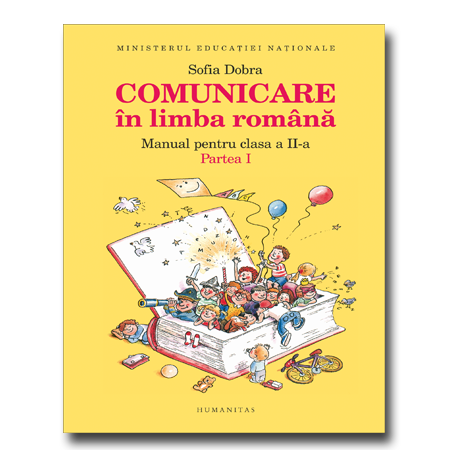 MINISTERUL EDUCAȚIEI NAȚIONALE
Sofia Dobra
COMUNICARE
în limba română
Manual pentru clasa a II-a
Partea I
HUMANITAS